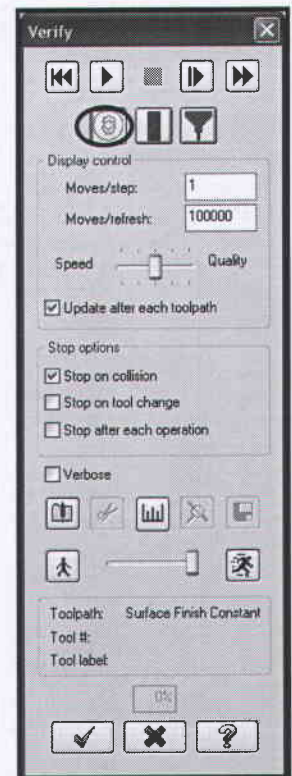 Verify
Display control
Moves/step: 1
Moves/refresh: 100000
Speed Quality
Update after each toolpath
Stop options
Stop on collision
Stop on tool change
Stop after each operation
Verbose
Toolpath: Surface Finish Constant
Tool #:
Tool label:
0%